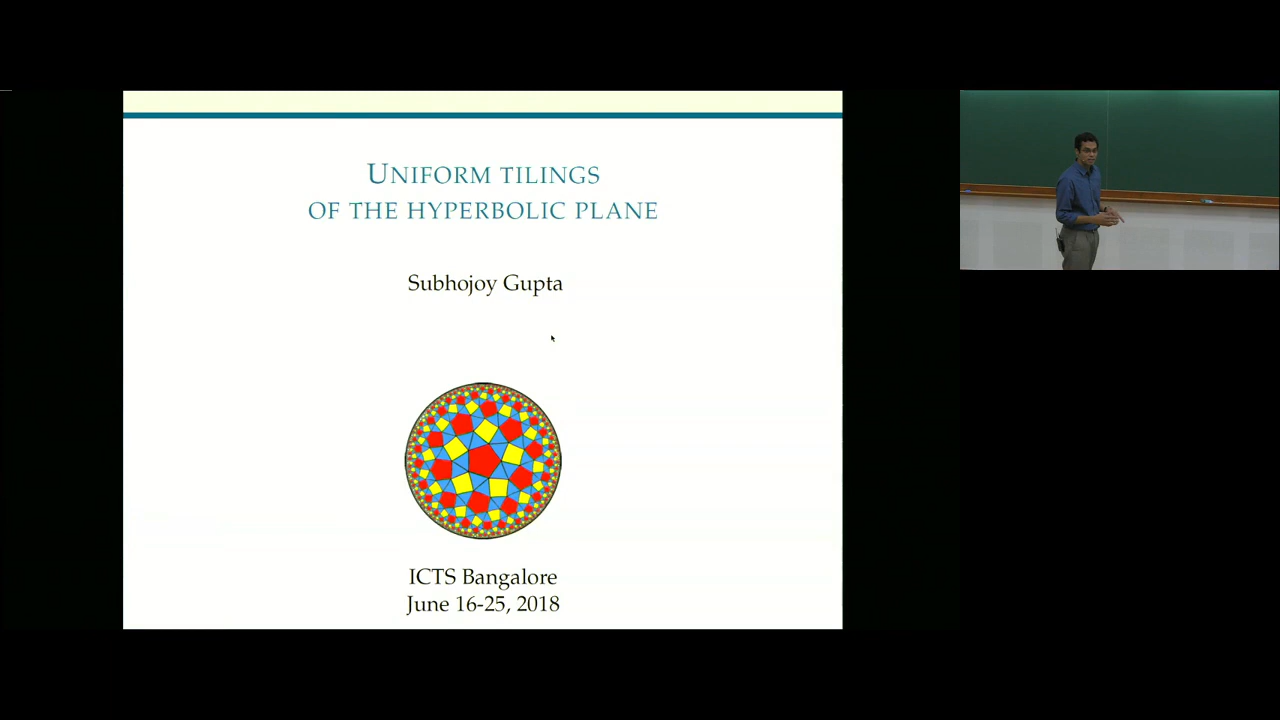 UNIFORM TILINGS
OF THE HYPERBOLIC PLANE
Subhojoy Gupta
ICTS Bangalore
June 16-25, 2018